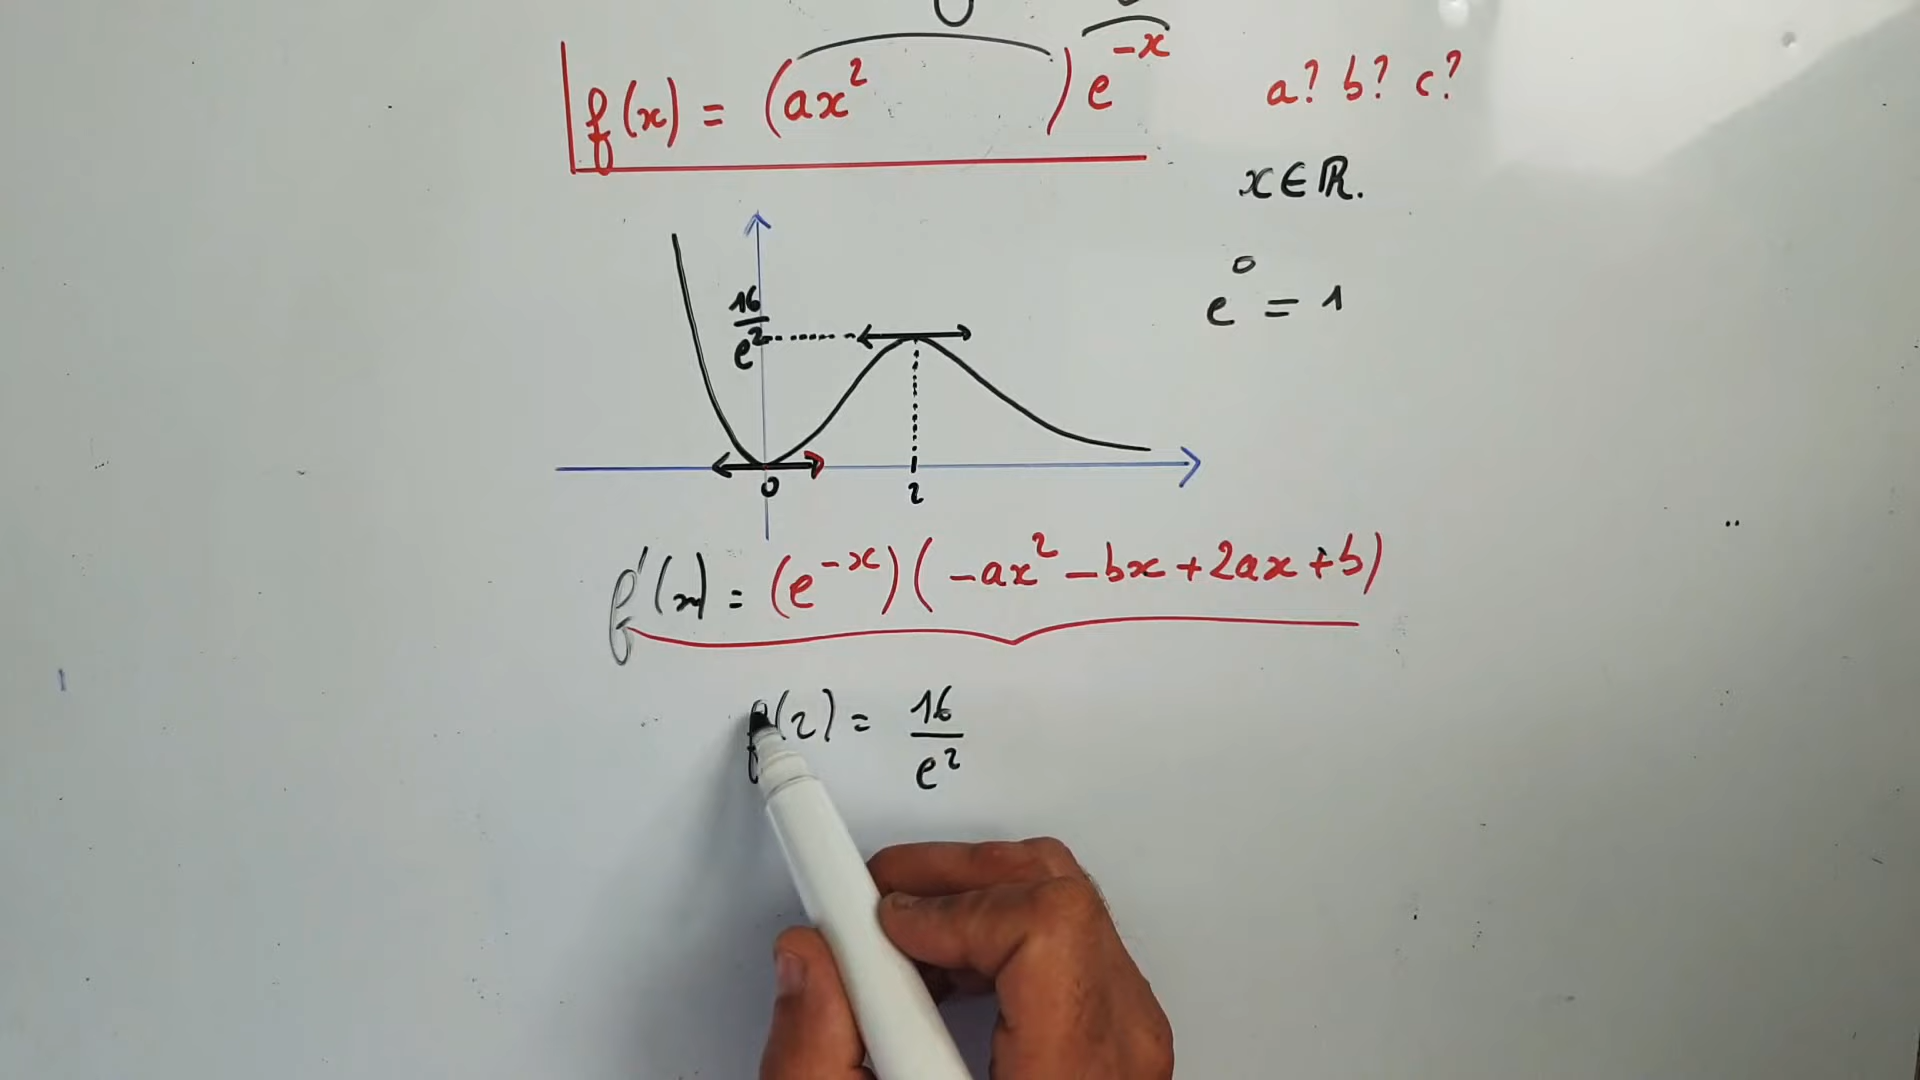 f(x) = (ax² ) e^{-x} a? b? c?
x ∈ ℝ.
e⁰ = 1
16/e²
0 2
f'(x) = (e^{-x})(-ax² - bx + 2ax + b)
f(2) = 16/e²